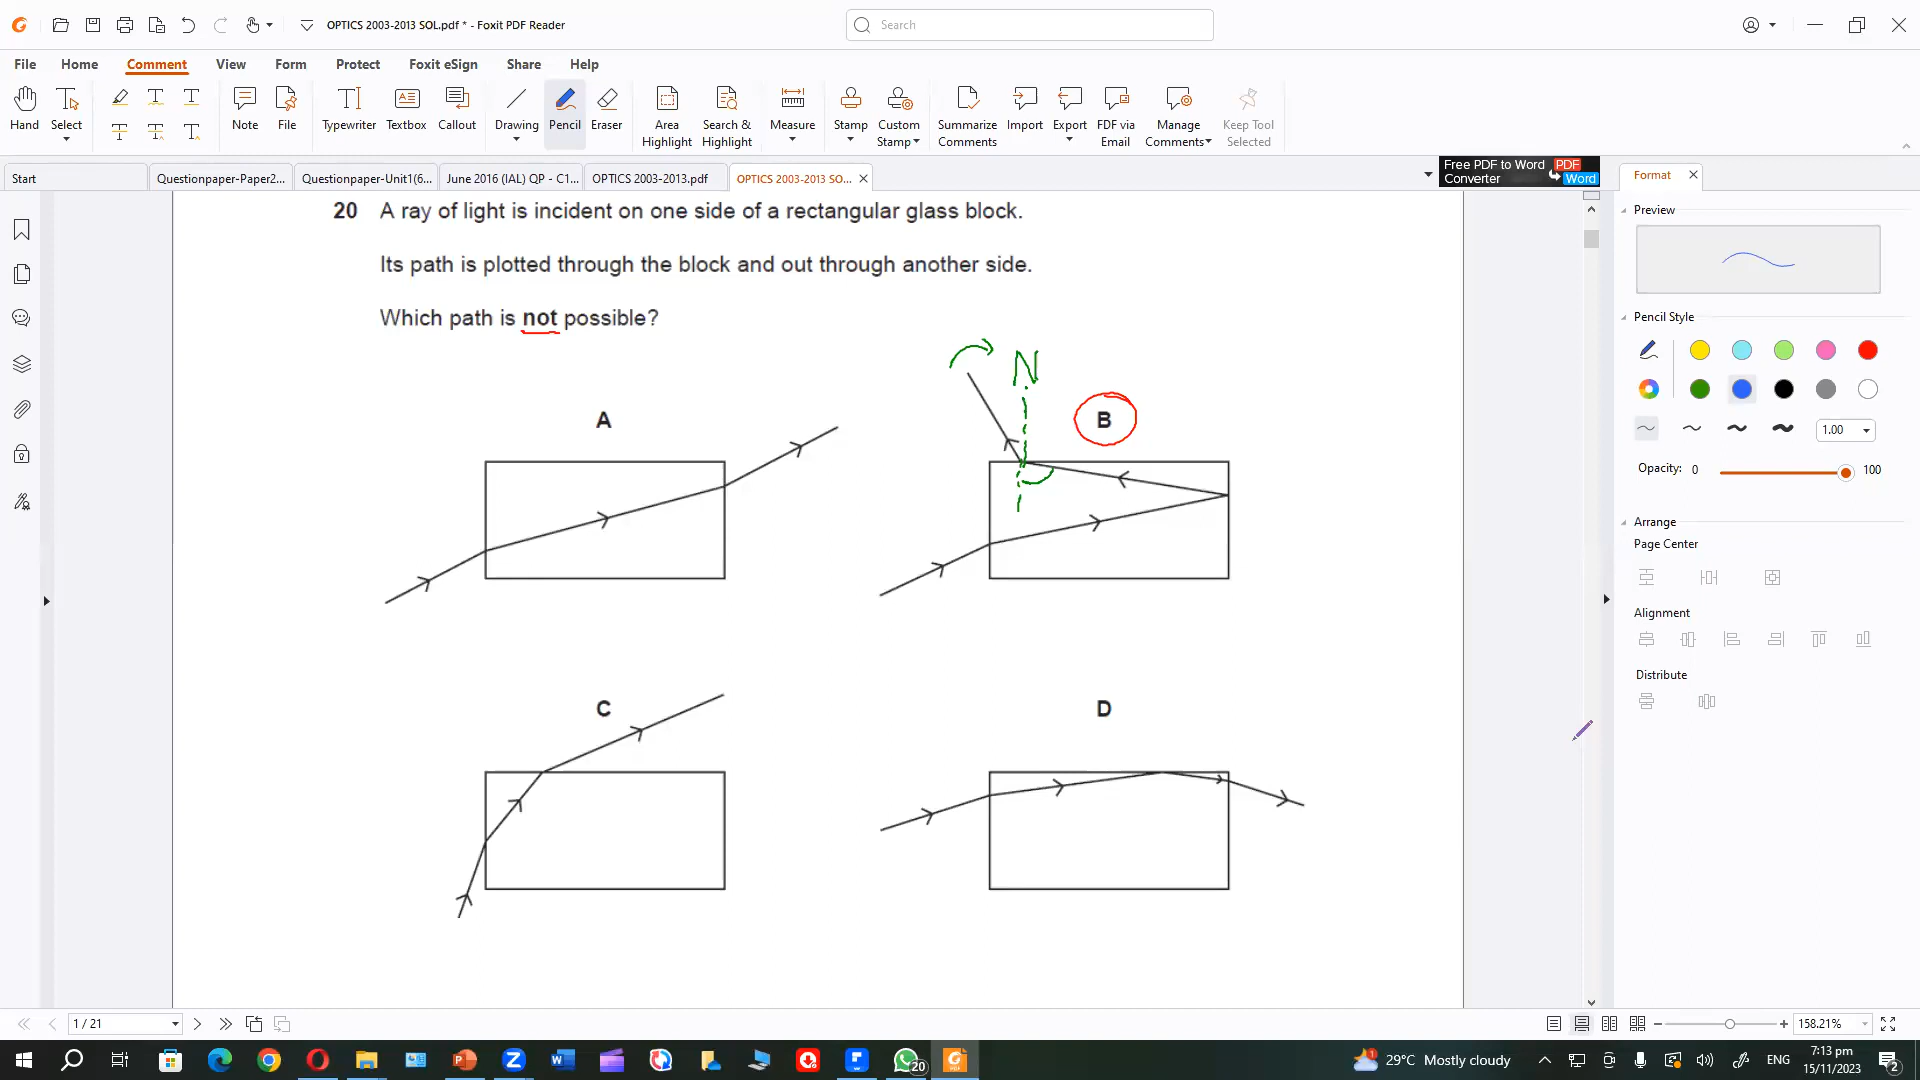 OPTICS 2003-2013 SOL.pdf * - Foxit PDF Reader
Search
File Home Comment View Form Protect Foxit eSign Share Help
Hand Select Note File Typewriter Textbox Callout Drawing Pencil Eraser Area Highlight Search & Highlight Measure Stamp Custom Stamp Summarize Comments Import Export FDF via Email Manage Comments Keep Tool Selected
Start Questionpaper-Paper2... Questionpaper-Unit1(6... June 2016 (IAL) QP - C1... OPTICS 2003-2013.pdf OPTICS 2003-2013 SO...
Free PDF to Word PDF
Converter Word
Format
Preview
Pencil Style
1.00
Opacity: 0 100
Arrange
Page Center
Alignment
Distribute
20 A ray of light is incident on one side of a rectangular glass block.
Its path is plotted through the block and out through another side.
Which path is not possible?
N
A B
C D
1 / 21
158.21%
20
29°C Mostly cloudy
ENG
7:13 pm
15/11/2023
2